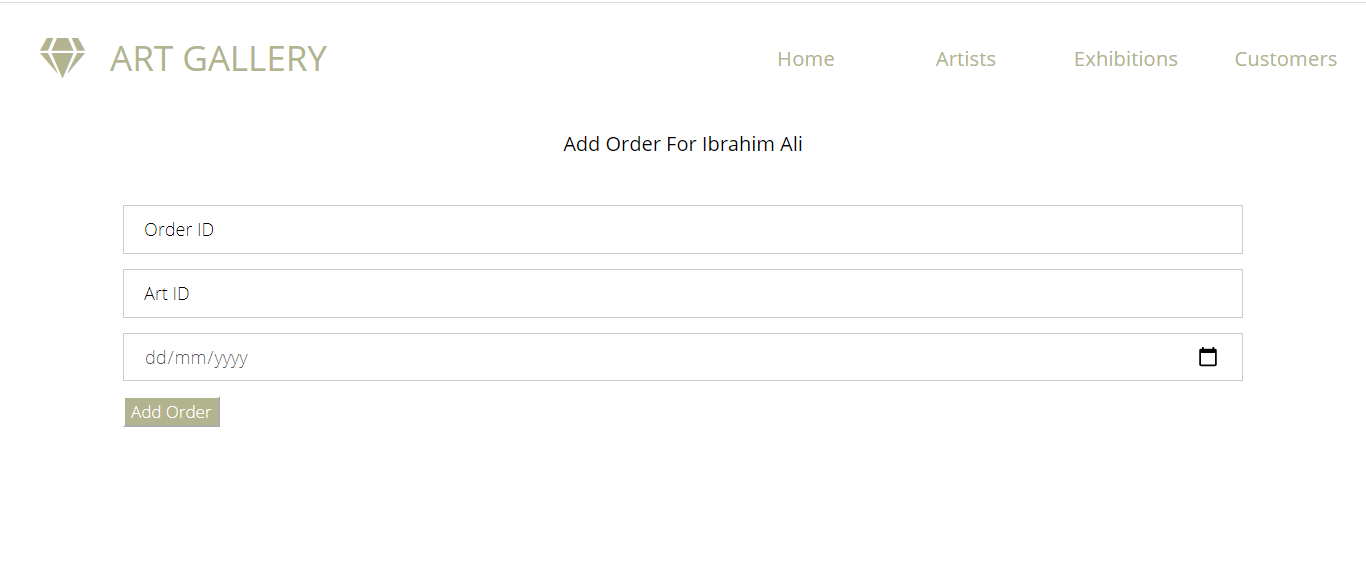 ART GALLERY
Home Artists Exhibitions Customers
Add Order For Ibrahim Ali
Order ID
Art ID
dd/mm/yyyy
Add Order